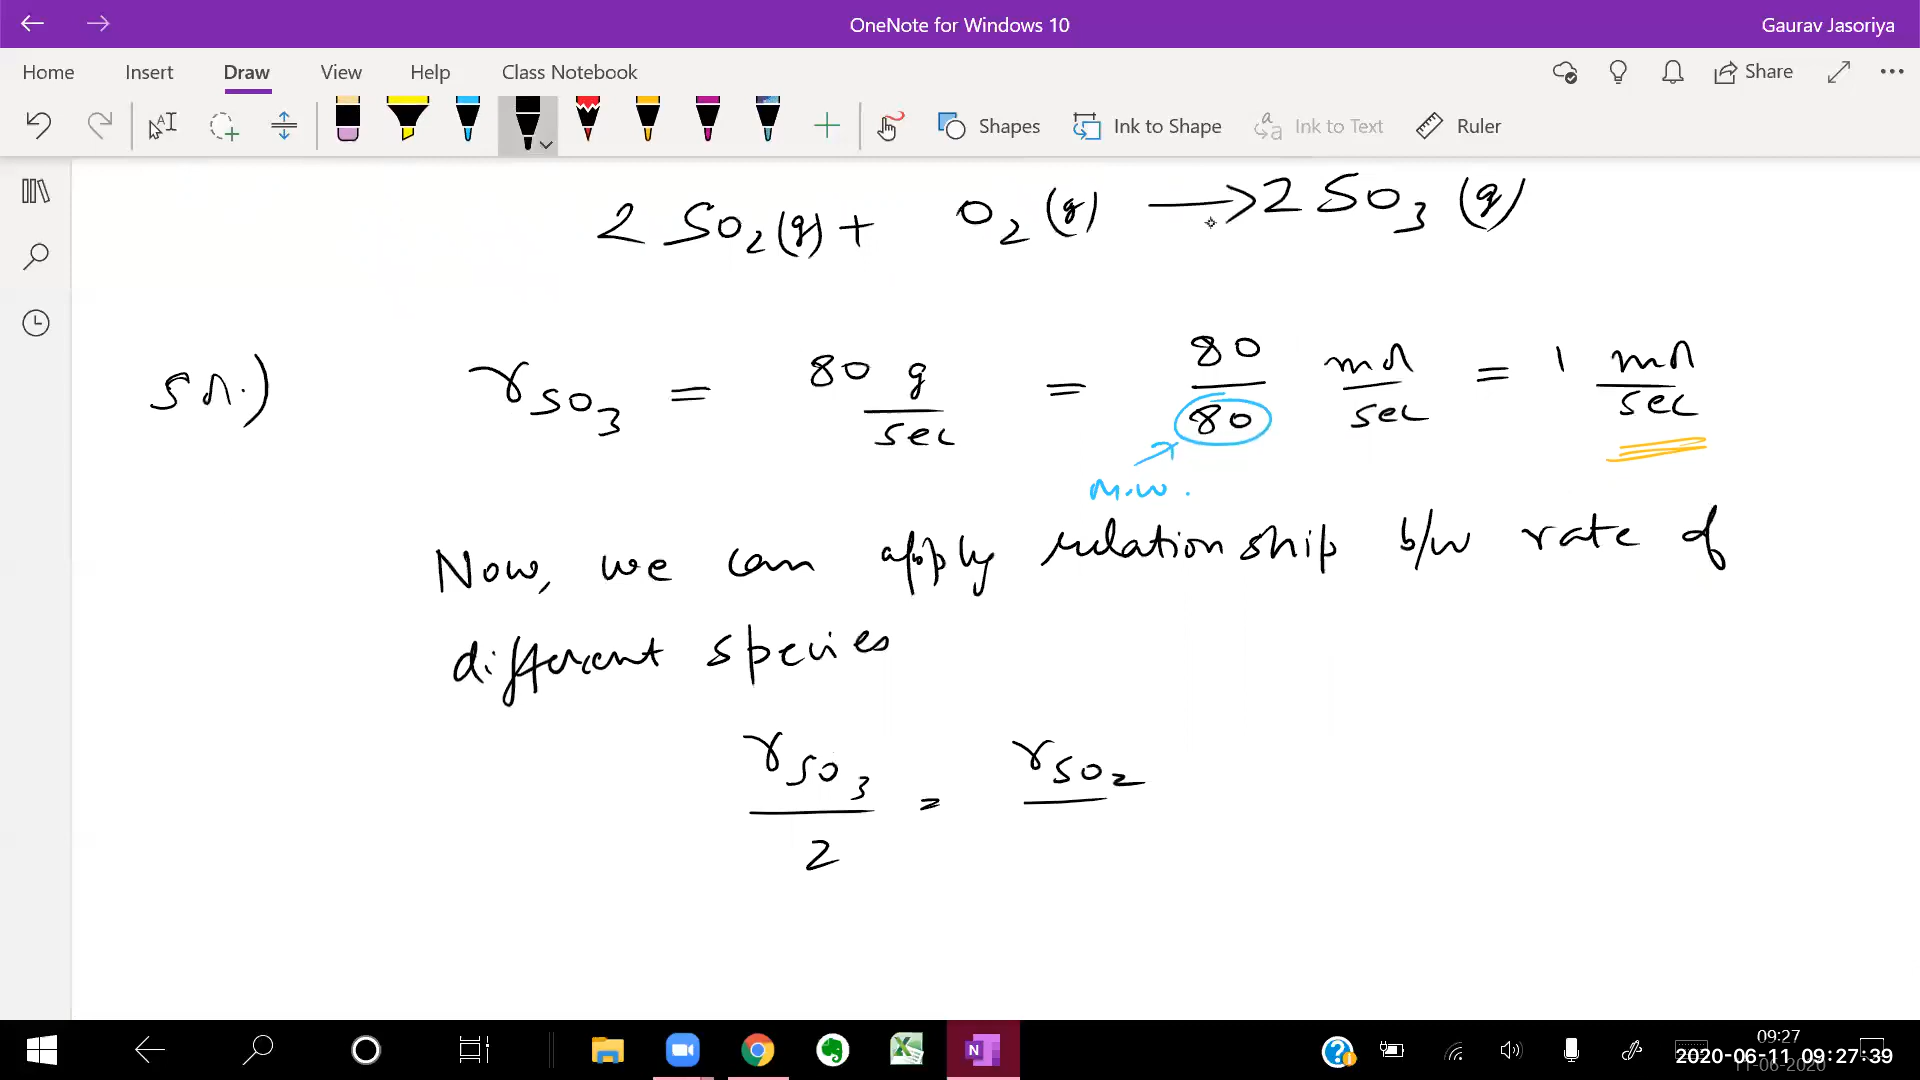 OneNote for Windows 10
Gaurav Jasoriya
Home Insert Draw View Help Class Notebook Share
Shapes Ink to Shape Ink to Text Ruler
2 SO2(g) + O2(g) → 2 SO3(g)
Sol.) rSO3 = 80 g/sec = 80/80 mol/sec = 1 mol/sec
M.W.
Now, we can apply relationship b/w rate of
different species
rSO3/2 = rSO2
09:27
2020-06-11 09:27:39
11-06-2020